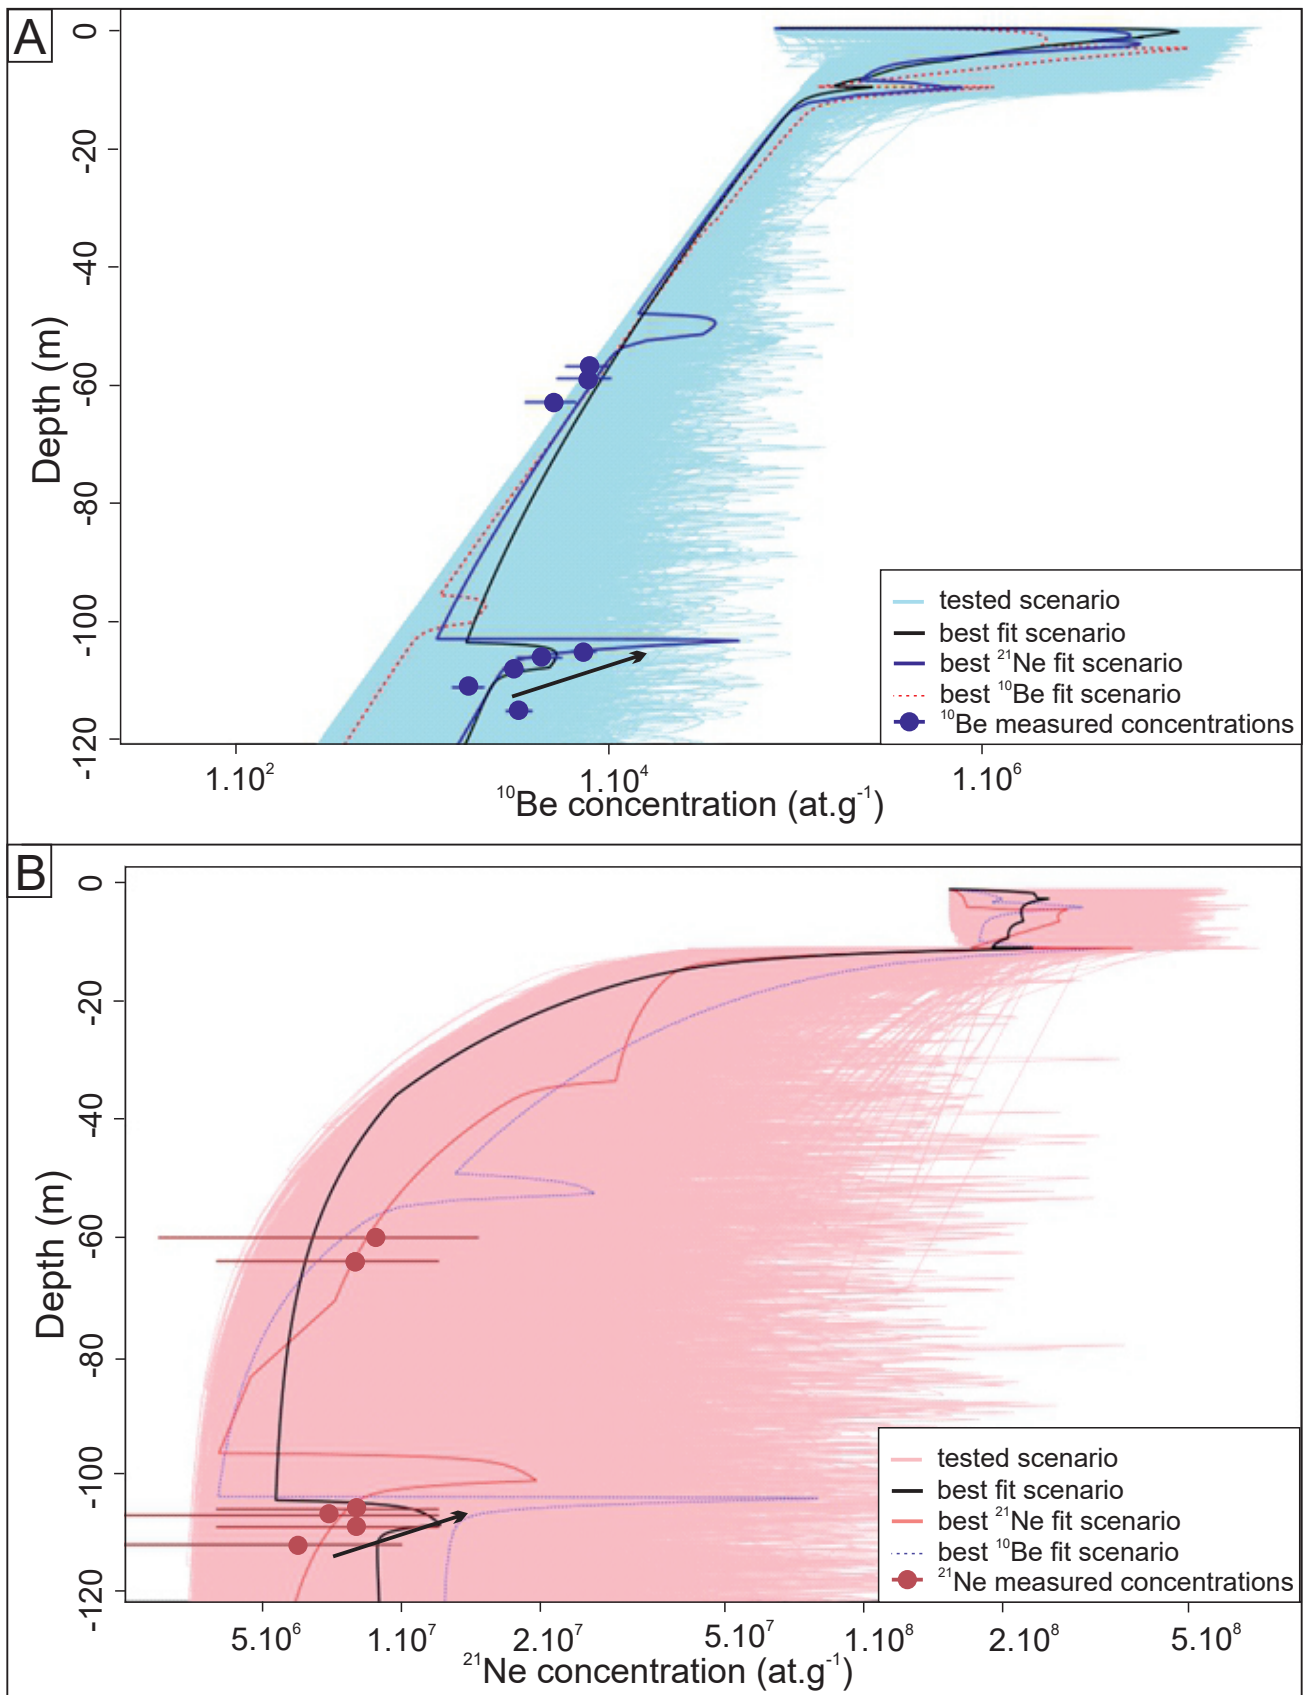 A
0
-20
-40
-60
-80
-100
-120
Depth (m)
tested scenario
best fit scenario
best ²¹Ne fit scenario
best ¹⁰Be fit scenario
¹⁰Be measured concentrations
1.10² 1.10⁴ 1.10⁶
¹⁰Be concentration (at.g⁻¹)
B
0
-20
-40
-60
-80
-100
-120
Depth (m)
tested scenario
best fit scenario
best ²¹Ne fit scenario
best ¹⁰Be fit scenario
²¹Ne measured concentrations
5.10⁶ 1.10⁷ 2.10⁷ 5.10⁷ 1.10⁸ 2.10⁸ 5.10⁸
²¹Ne concentration (at.g⁻¹)